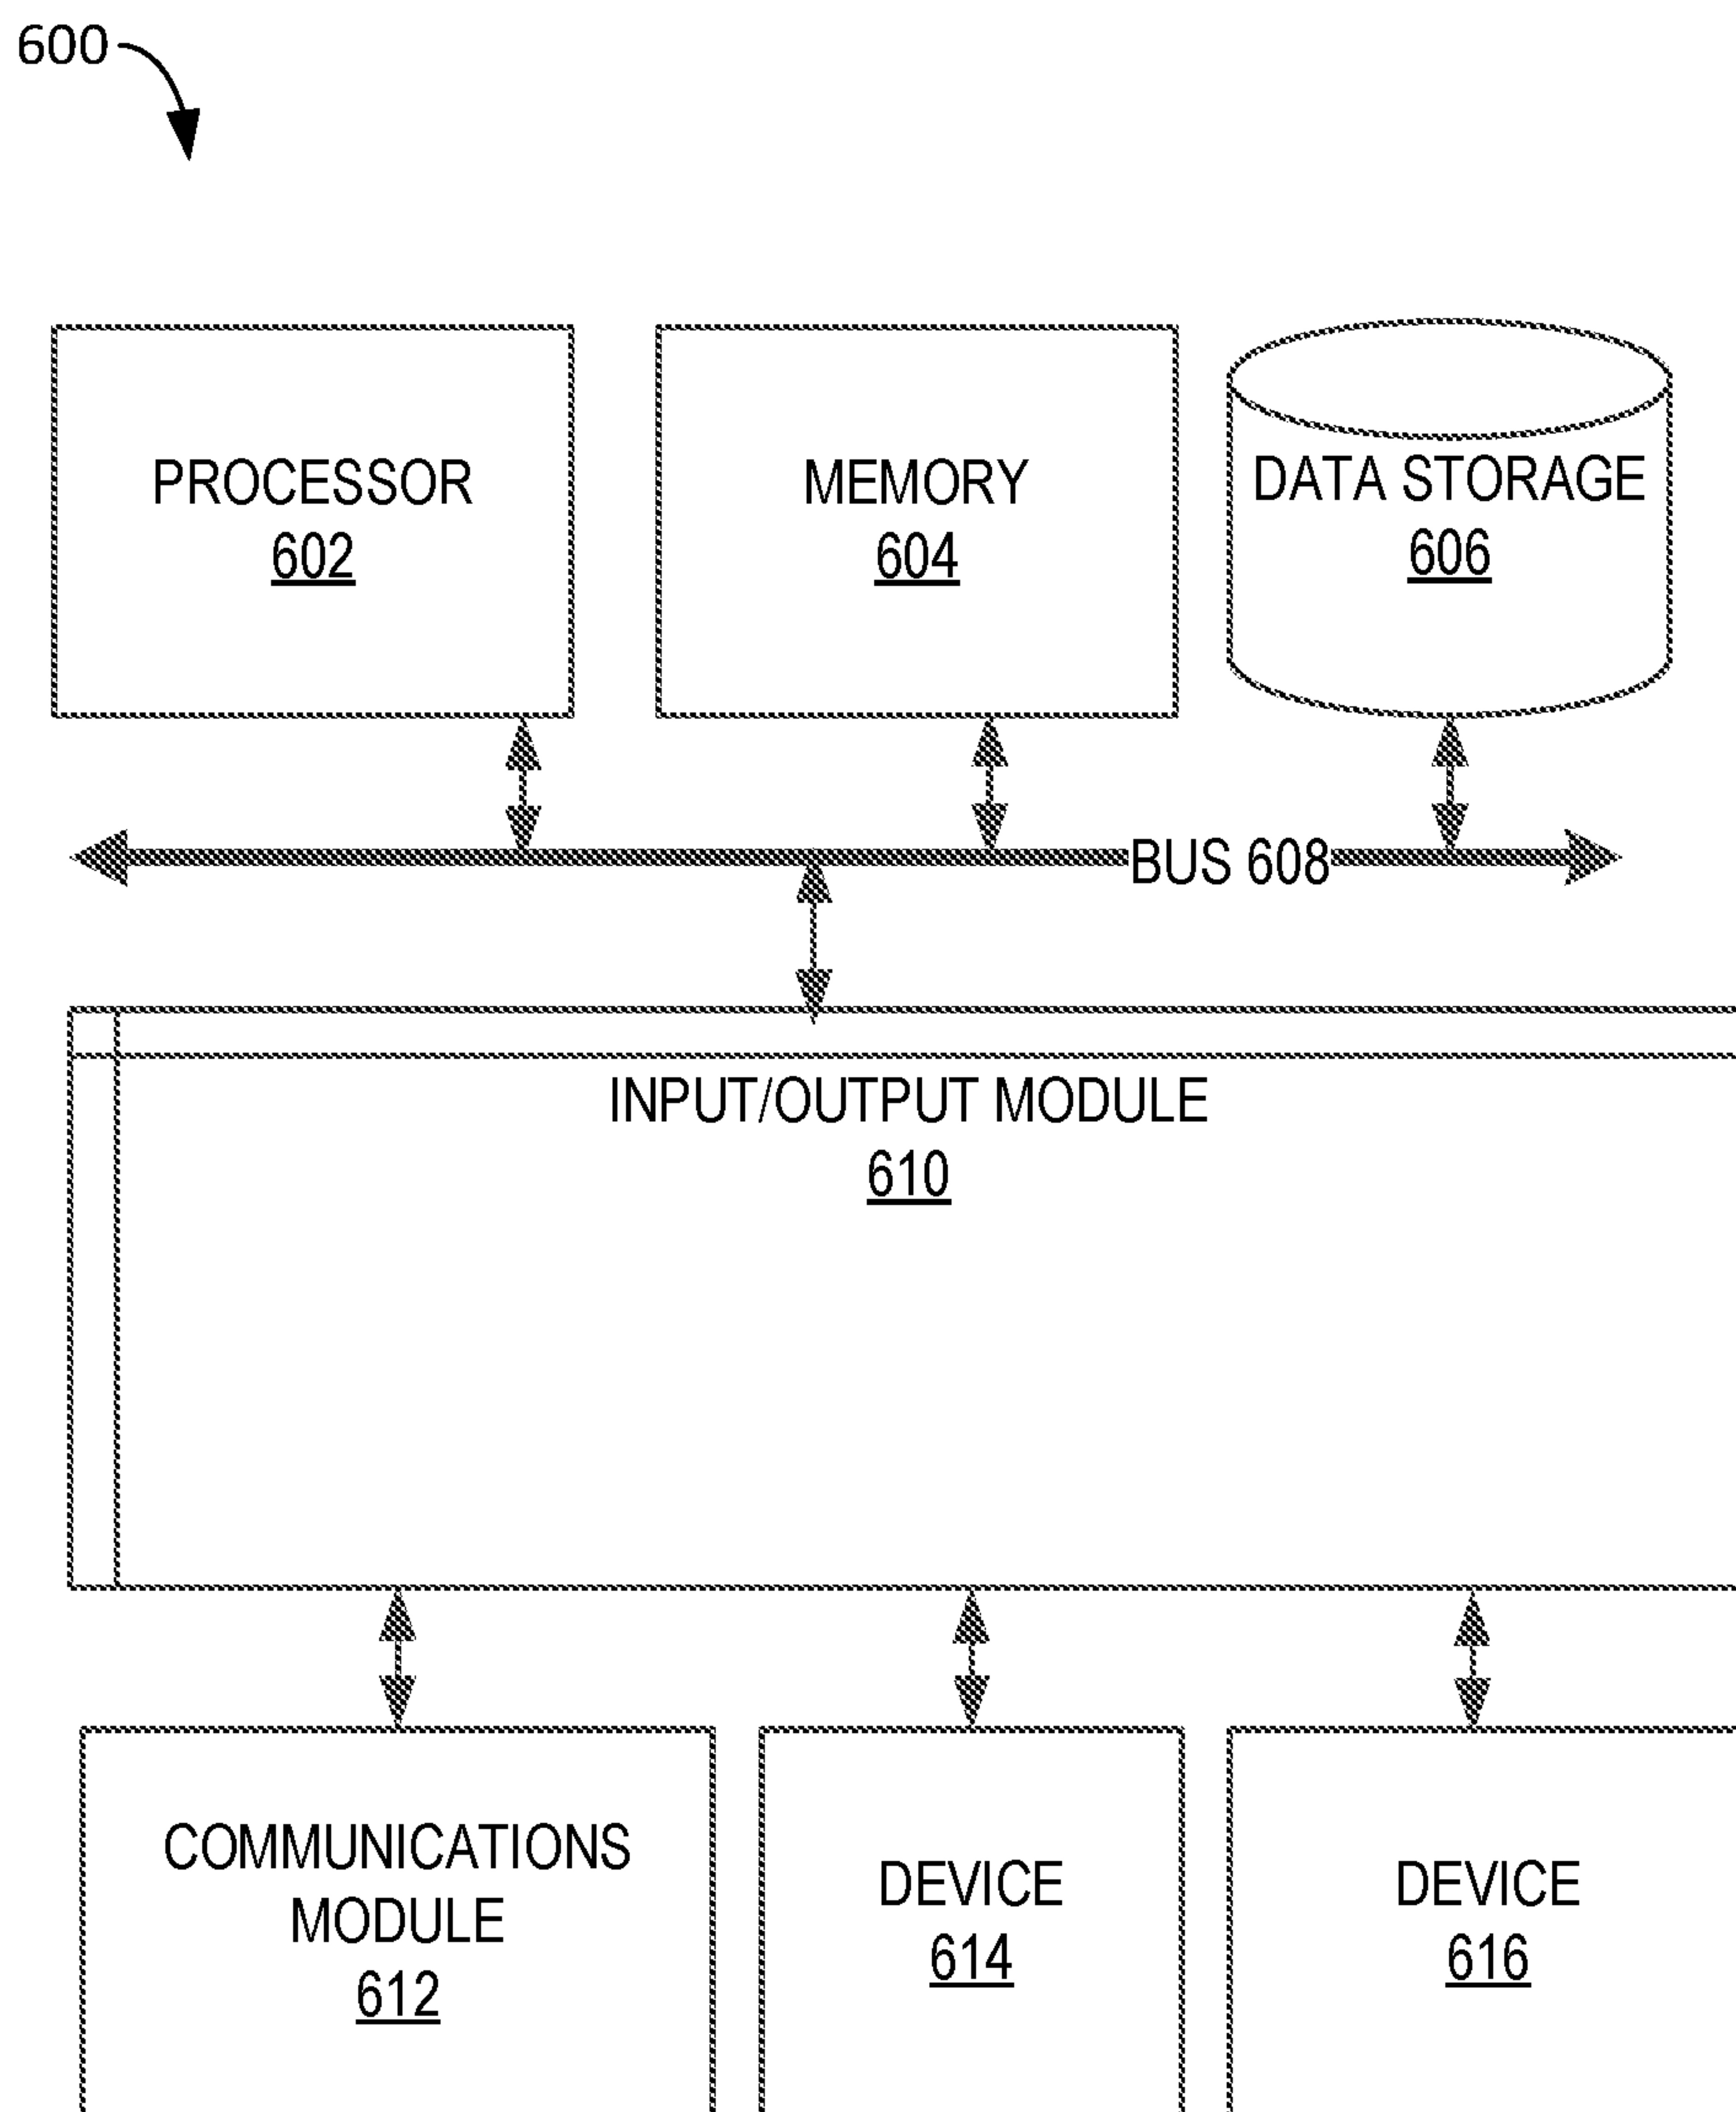 600
PROCESSOR
602
MEMORY
604
DATA STORAGE
606
BUS 608
INPUT/OUTPUT MODULE
610
COMMUNICATIONS
MODULE
612
DEVICE
614
DEVICE
616